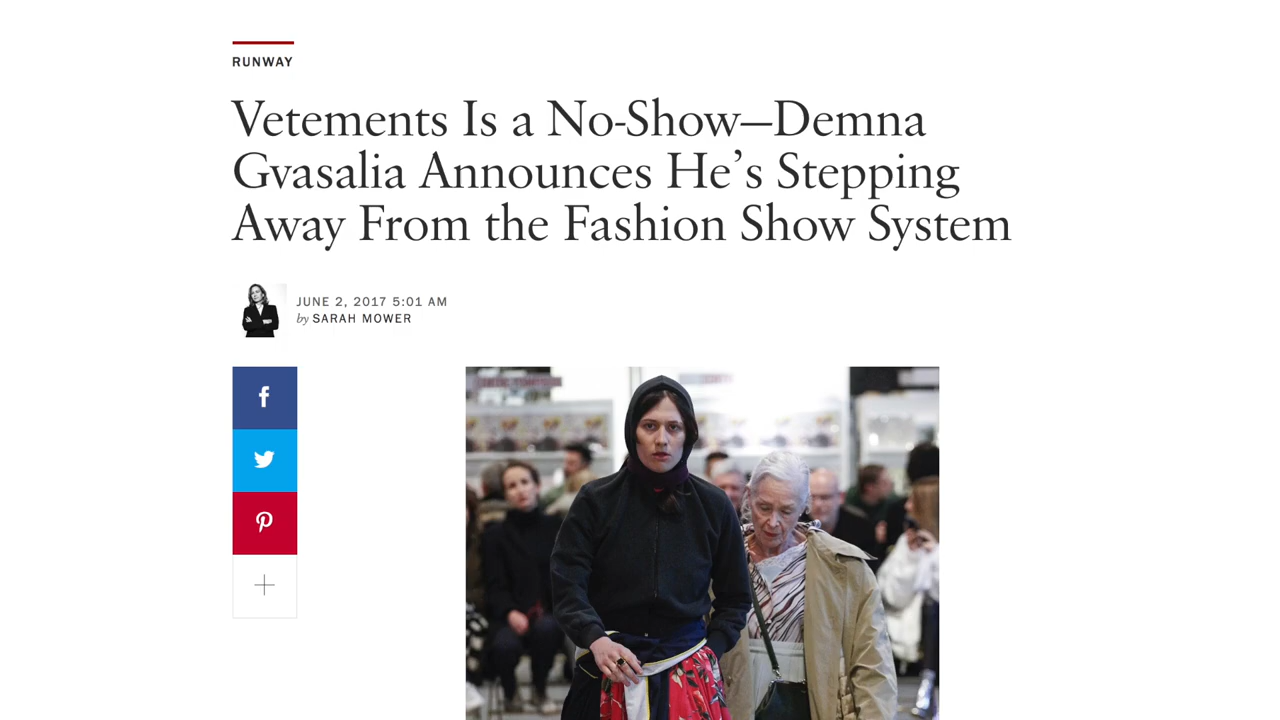 RUNWAY
Vetements Is a No-Show—Demna
Gvasalia Announces He's Stepping
Away From the Fashion Show System
JUNE 2, 2017 5:01 AM
by SARAH MOWER